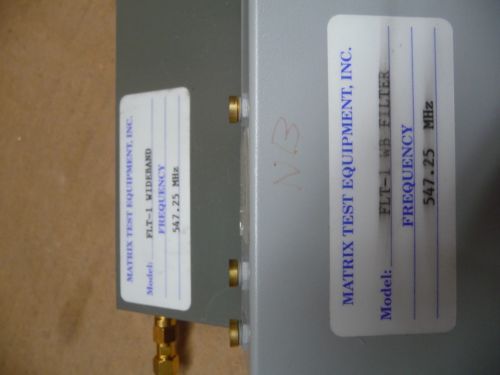 MATRIX TEST EQUIPMENT, INC.
Model: FLT-1 WIDEBAND
FREQUENCY
547.25 MHz
NB
MATRIX TEST EQUIPMENT, INC.
Model: FLT-1 WB FILTER
FREQUENCY
547.25 MHz